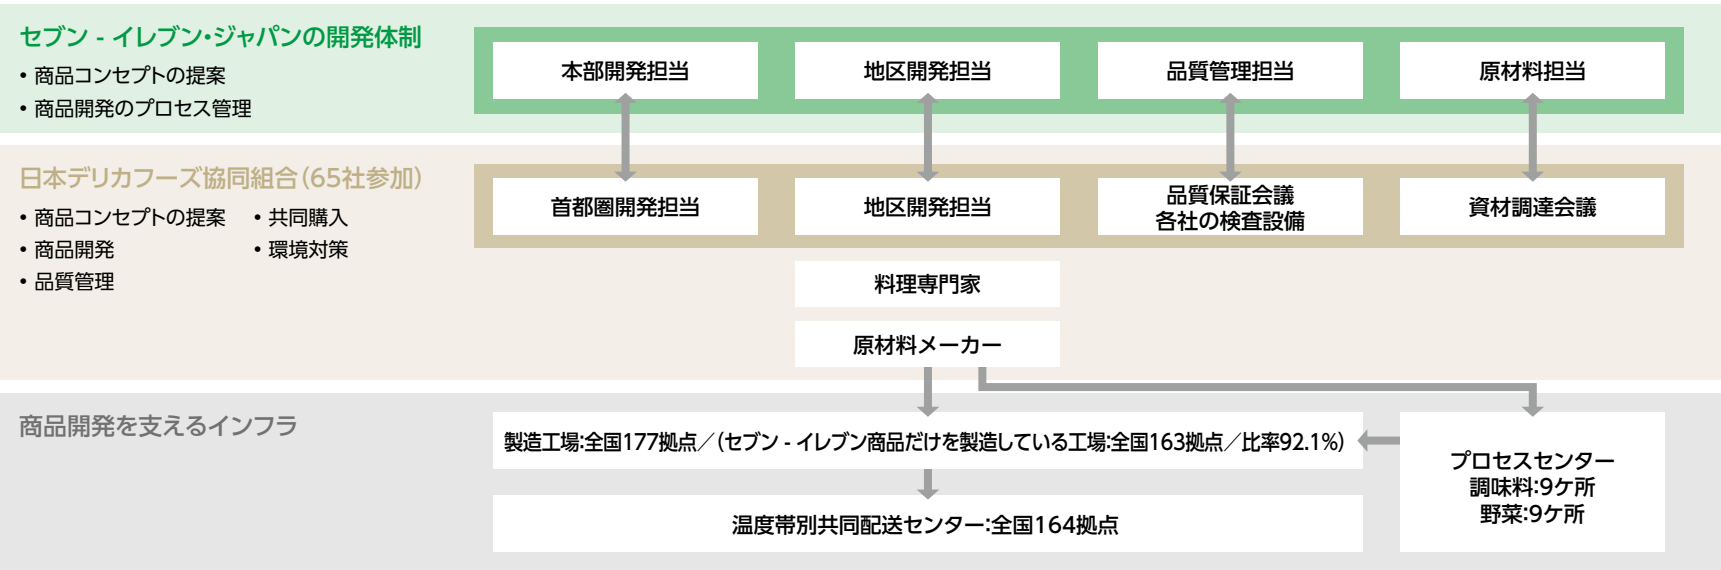 セブン - イレブン・ジャパンの開発体制
• 商品コンセプトの提案
• 商品開発のプロセス管理
本部開発担当
地区開発担当
品質管理担当
原材料担当
日本デリカフーズ協同組合（65社参加）
• 商品コンセプトの提案
• 共同購入
• 商品開発
• 環境対策
• 品質管理
首都圏開発担当
地区開発担当
品質保証会議
各社の検査設備
資材調達会議
料理専門家
原材料メーカー
商品開発を支えるインフラ
製造工場:全国177拠点／（セブン - イレブン商品だけを製造している工場:全国163拠点／比率92.1%）
プロセスセンター
調味料:9ケ所
野菜:9ケ所
温度帯別共同配送センター:全国164拠点